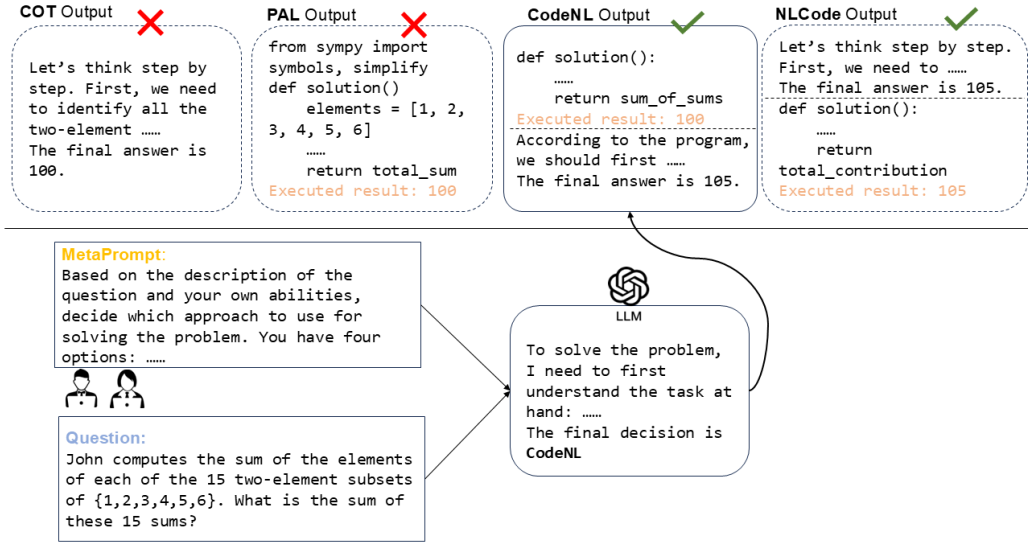 COT Output
Let's think step by
step. First, we need
to identify all the
two-element ……
The final answer is
100.
PAL Output
from sympy import
symbols, simplify
def solution()
elements = [1, 2,
3, 4, 5, 6]
……
return total_sum
Executed result: 100
CodeNL Output
def solution():
……
return sum_of_sums
Executed result: 100
According to the program,
we should first ……
The final answer is 105.
NLCode Output
Let's think step by step.
First, we need to ……
The final answer is 105.
def solution():
……
return
total_contribution
Executed result: 105
MetaPrompt:
Based on the description of the
question and your own abilities,
decide which approach to use for
solving the problem. You have four
options: ……
Question:
John computes the sum of the elements
of each of the 15 two-element subsets
of {1,2,3,4,5,6}. What is the sum of
these 15 sums?
LLM
To solve the problem,
I need to first
understand the task at
hand: ……
The final decision is
CodeNL